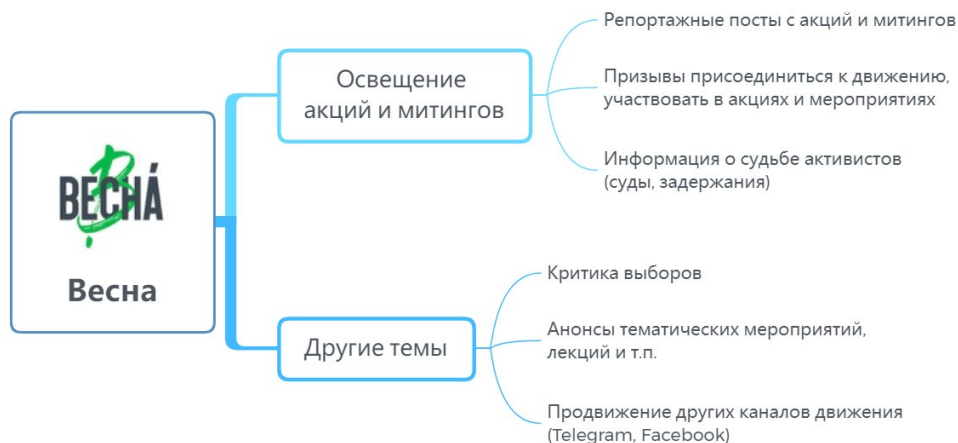 ВЕСНА́
Весна
Освещение
акций и митингов
Репортажные посты с акций и митингов
Призывы присоединиться к движению,
участвовать в акциях и мероприятиях
Информация о судьбе активистов
(суды, задержания)
Другие темы
Критика выборов
Анонсы тематических мероприятий,
лекций и т.п.
Продвижение других каналов движения
(Telegram, Facebook)